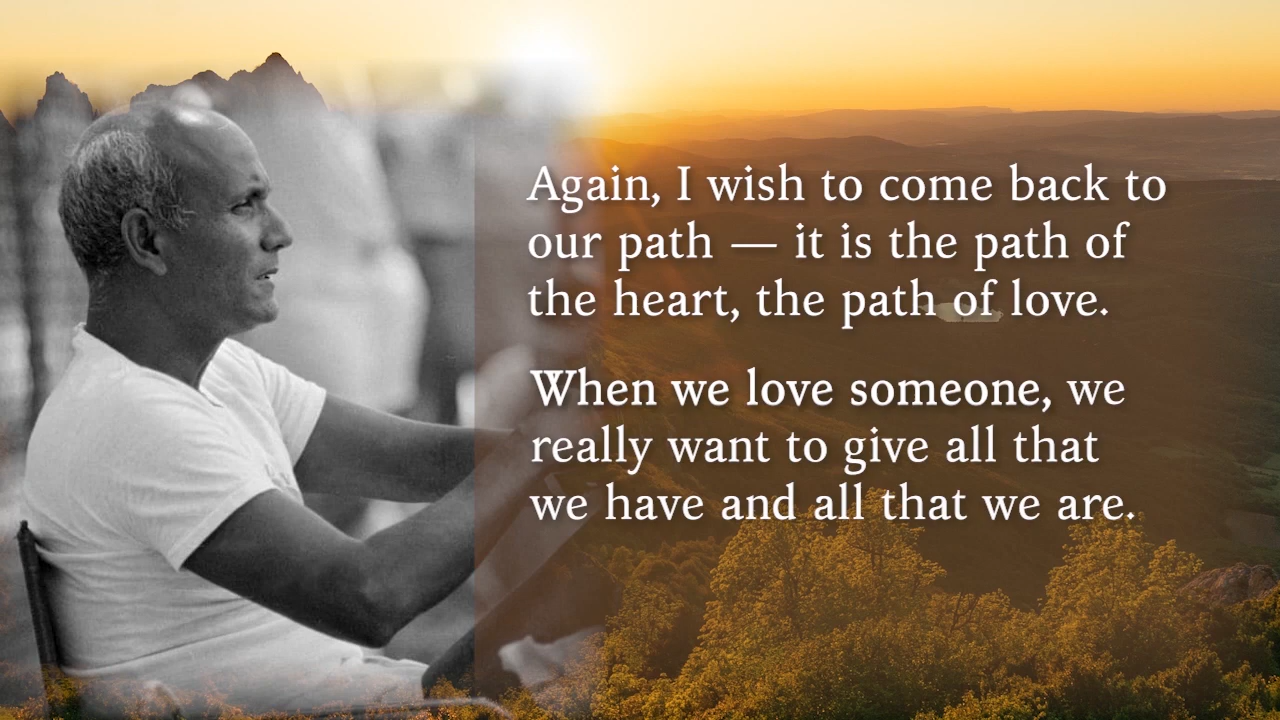 Again, I wish to come back to
our path — it is the path of
the heart, the path of love.
When we love someone, we
really want to give all that
we have and all that we are.